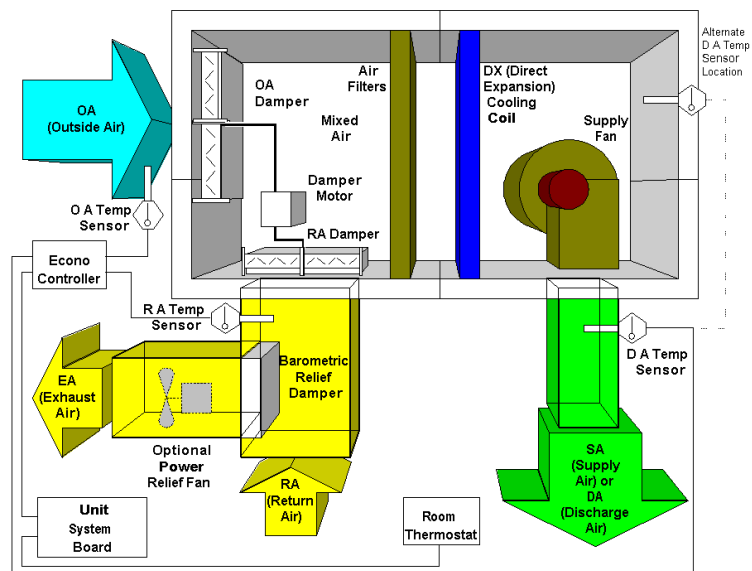 Alternate
D A Temp
Sensor
Location
OA
(Outside Air)
OA
Damper
Air
Filters
Mixed
Air
DX (Direct
Expansion)
Cooling
Coil
Supply
Fan
Damper
Motor
RA Damper
O A Temp
Sensor
Econo
Controller
R A Temp
Sensor
D A Temp
Sensor
EA
(Exhaust
Air)
Barometric
Relief
Damper
Optional
Power
Relief Fan
RA
(Return
Air)
SA
(Supply
Air) or
DA
(Discharge
Air)
Unit
System
Board
Room
Thermostat